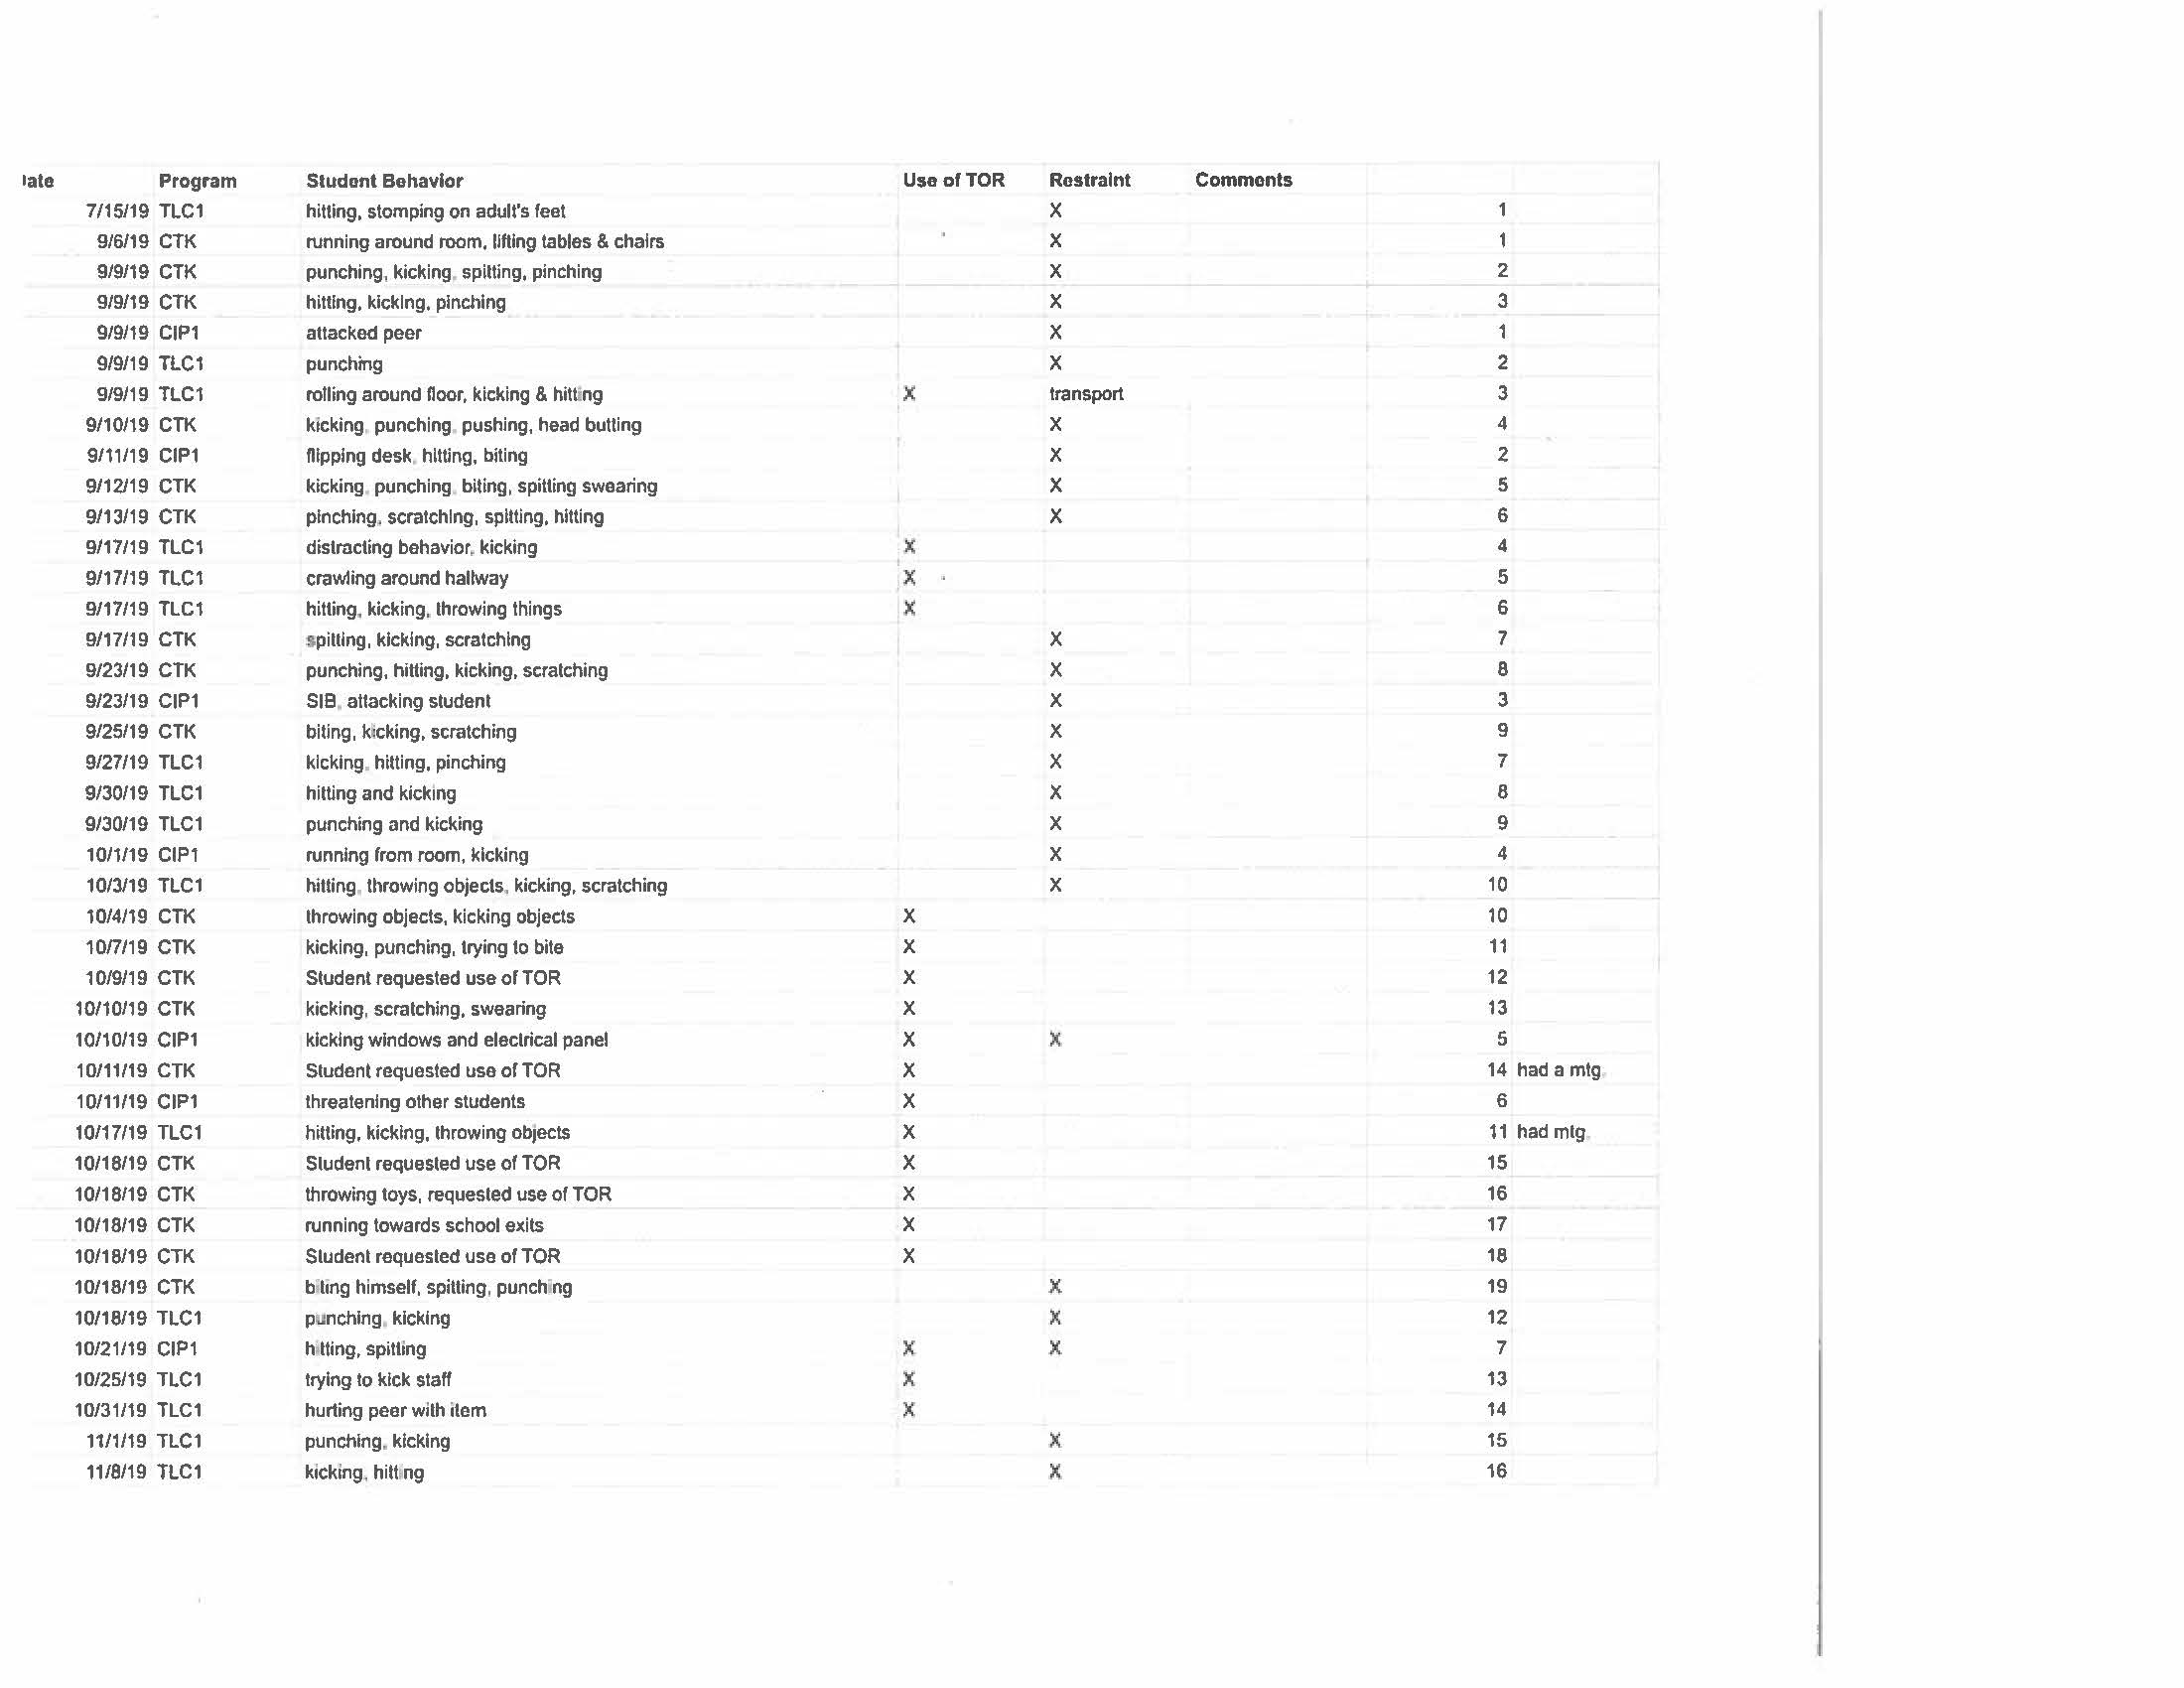 ate Program Student Behavior Use of TOR Restraint Comments
7/15/19 TLC1 hitting, stomping on adult's feet X 1
9/6/19 CTK running around room, lifting tables & chairs X 1
9/9/19 CTK punching, kicking, spitting, pinching X 2
9/9/19 CTK hitting, kicking, pinching X 3
9/9/19 CIP1 attacked peer X 1
9/9/19 TLC1 punching X 2
9/9/19 TLC1 rolling around floor, kicking & hitting X transport 3
9/10/19 CTK kicking, punching, pushing, head butting X 4
9/11/19 CIP1 flipping desk, hitting, biting X 2
9/12/19 CTK kicking, punching, biting, spitting swearing X 5
9/13/19 CTK pinching, scratching, spitting, hitting X 6
9/17/19 TLC1 distracting behavior, kicking X 4
9/17/19 TLC1 crawling around hallway X 5
9/17/19 TLC1 hitting, kicking, throwing things X 6
9/17/19 CTK spitting, kicking, scratching X 7
9/23/19 CTK punching, hitting, kicking, scratching X 8
9/23/19 CIP1 SIB, attacking student X 3
9/25/19 CTK biting, kicking, scratching X 9
9/27/19 TLC1 kicking, hitting, pinching X 7
9/30/19 TLC1 hitting and kicking X 8
9/30/19 TLC1 punching and kicking X 9
10/1/19 CIP1 running from room, kicking X 4
10/3/19 TLC1 hitting, throwing objects, kicking, scratching X 10
10/4/19 CTK throwing objects, kicking objects X 10
10/7/19 CTK kicking, punching, trying to bite X 11
10/9/19 CTK Student requested use of TOR X 12
10/10/19 CTK kicking, scratching, swearing X 13
10/10/19 CIP1 kicking windows and electrical panel X X 5
10/11/19 CTK Student requested use of TOR X 14 had a mtg.
10/11/19 CIP1 threatening other students X 6
10/17/19 TLC1 hitting, kicking, throwing objects X 11 had mtg.
10/18/19 CTK Student requested use of TOR X 15
10/18/19 CTK throwing toys, requested use of TOR X 16
10/18/19 CTK running towards school exits X 17
10/18/19 CTK Student requested use of TOR X 18
10/18/19 CTK biting himself, spitting, punching X 19
10/18/19 TLC1 punching, kicking X 12
10/21/19 CIP1 hitting, spitting X X 7
10/25/19 TLC1 trying to kick staff X 13
10/31/19 TLC1 hurting peer with item X 14
11/1/19 TLC1 punching, kicking X 15
11/8/19 TLC1 kicking, hitting X 16